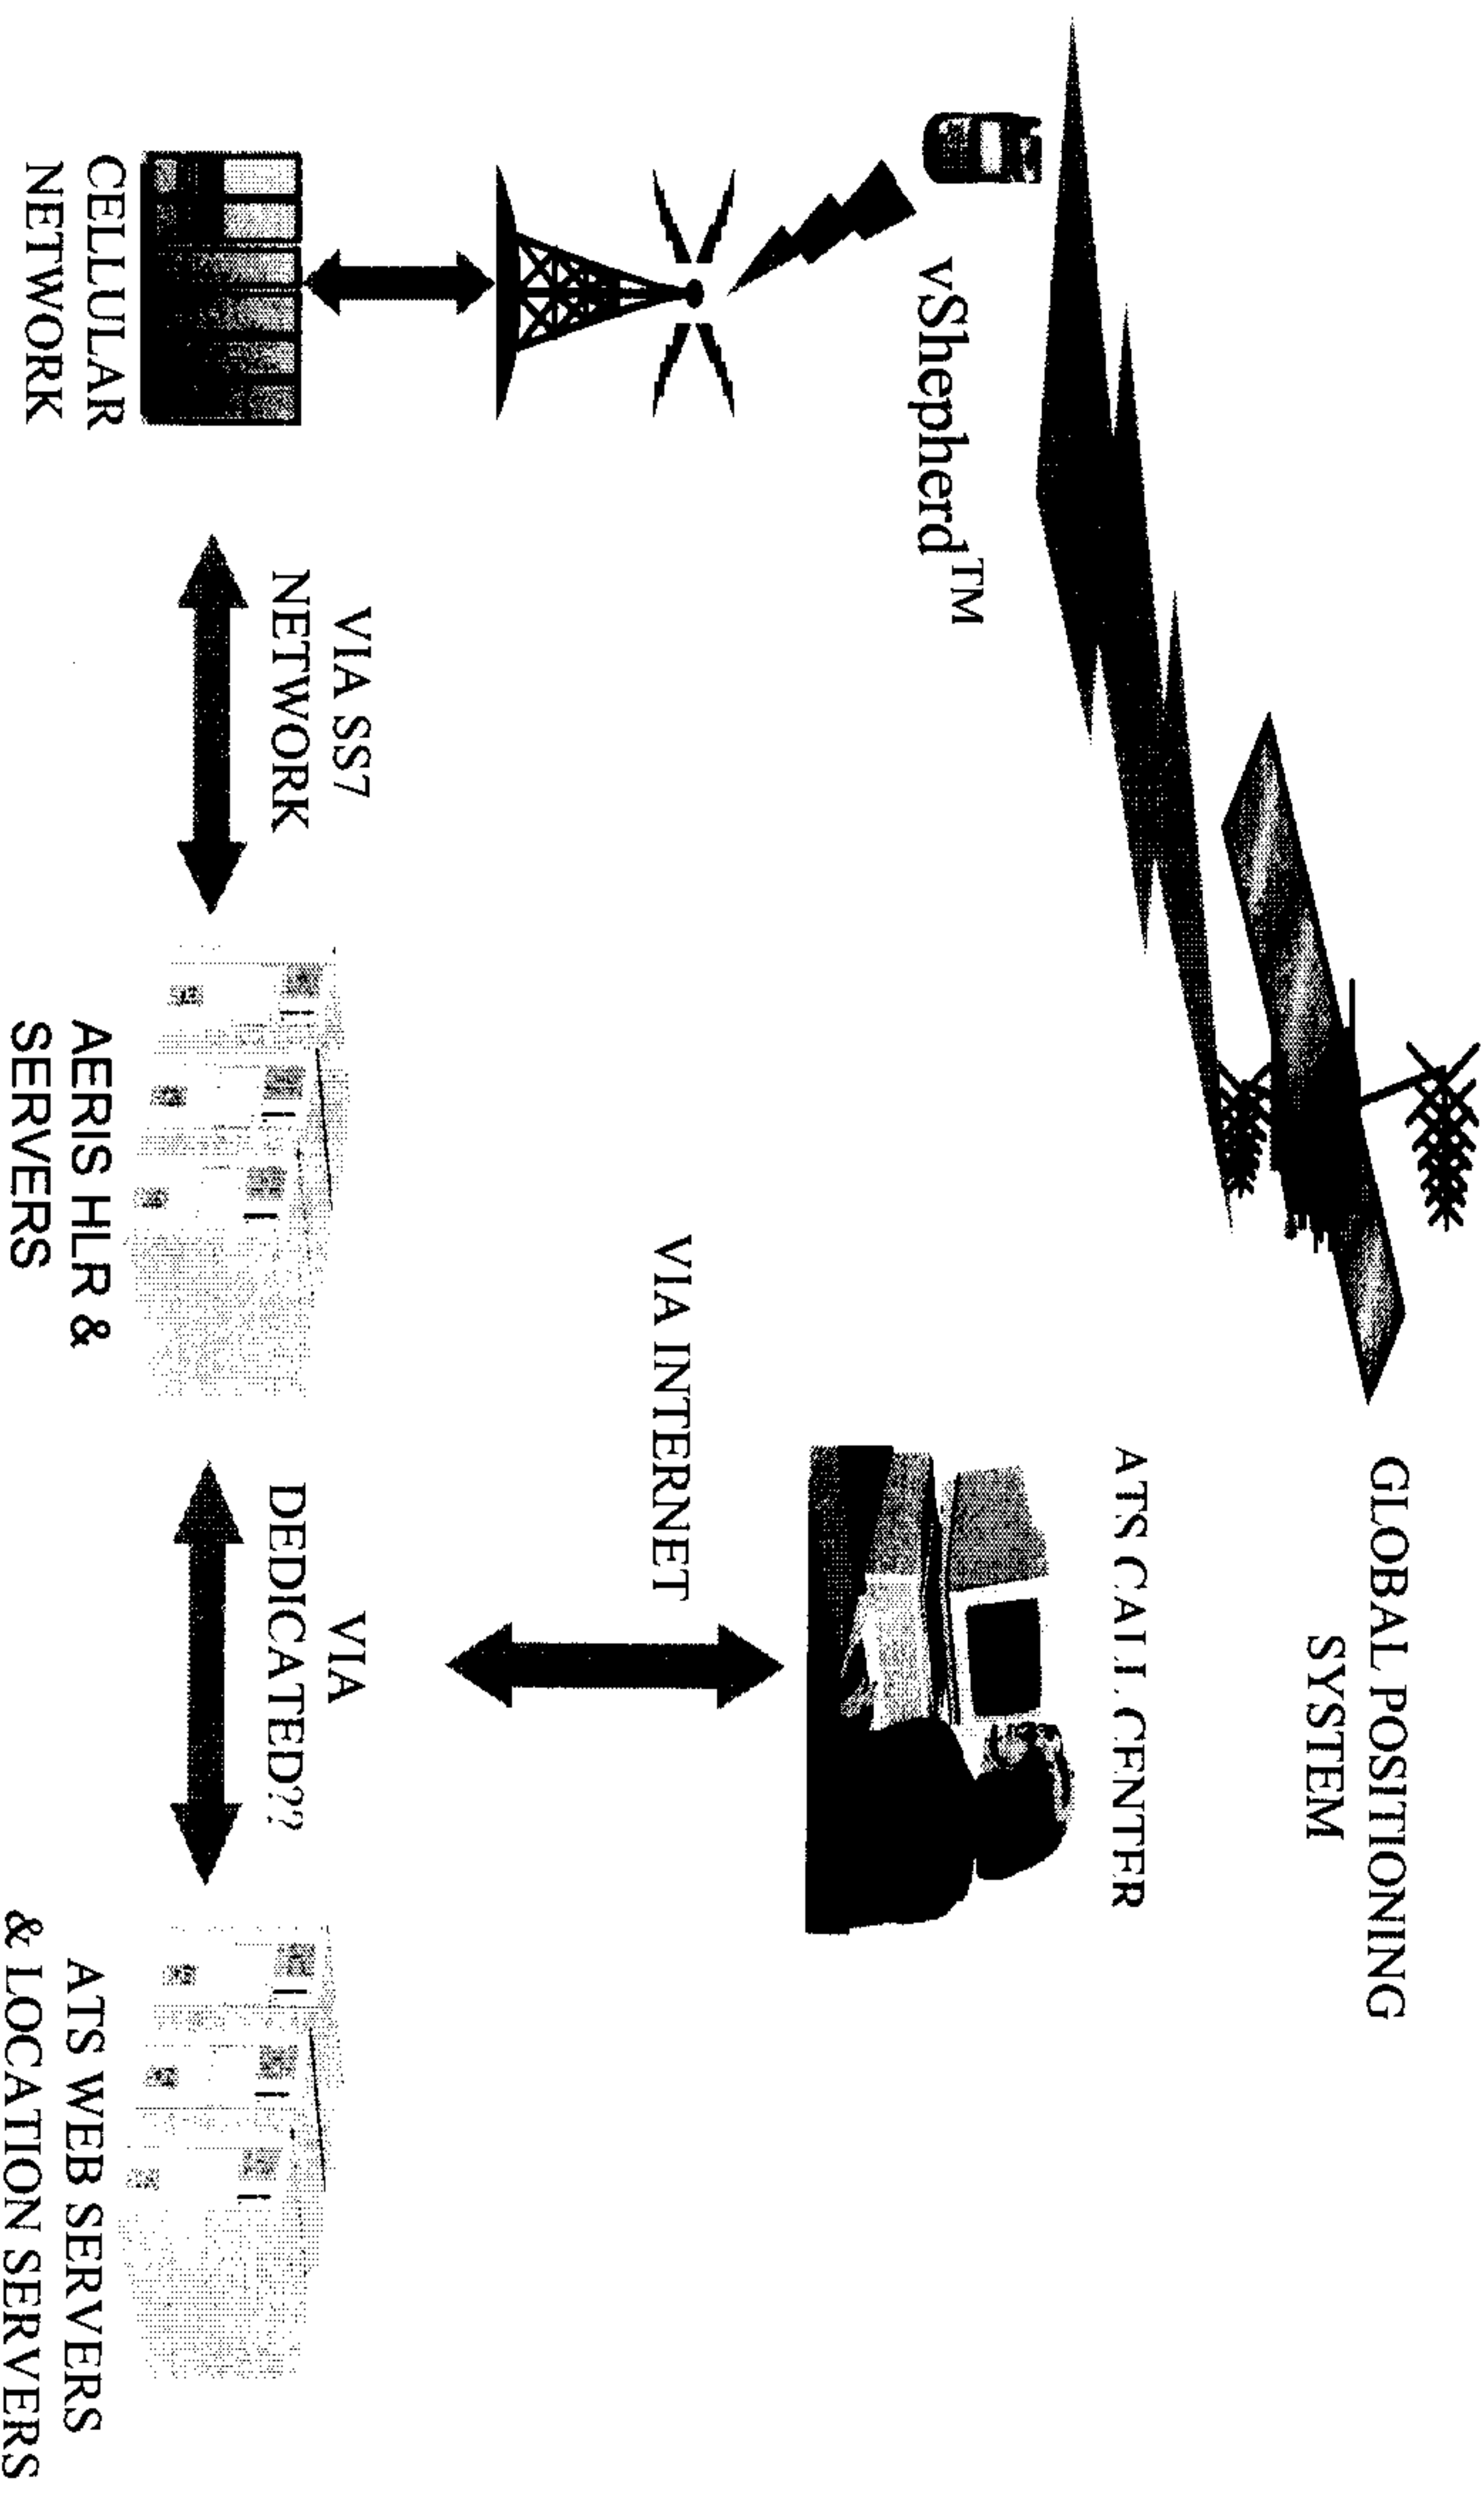 GLOBAL POSITIONING
SYSTEM
ATS CALL CENTER
vShepherd™
VIA INTERNET
VIA SS7
NETWORK
VIA
DEDICATED??
CELLULAR
NETWORK
AERIS HLR &
SERVERS
ATS WEB SERVERS
& LOCATION SERVERS